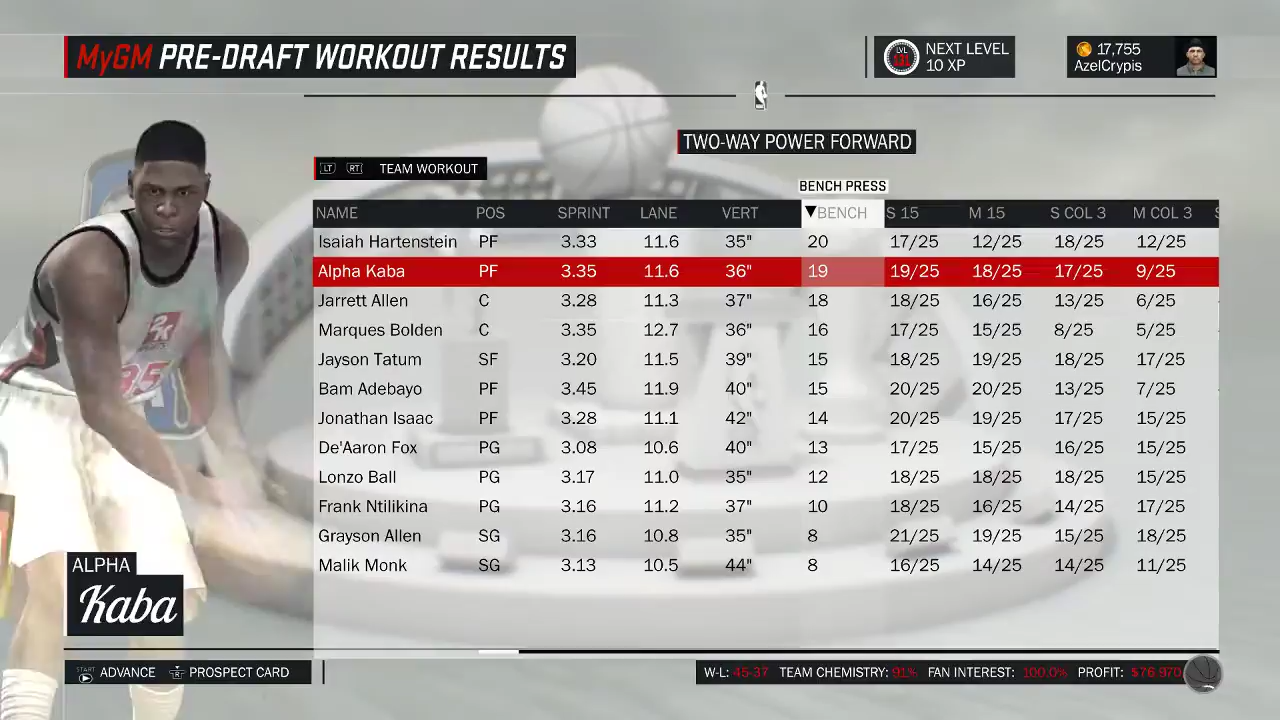 MyGM PRE-DRAFT WORKOUT RESULTS
LVL 131 NEXT LEVEL 10 XP
17,755
AzelCrypis
TWO-WAY POWER FORWARD
LT RT TEAM WORKOUT
BENCH PRESS
NAME POS SPRINT LANE VERT ▼BENCH S 15 M 15 S COL 3 M COL 3 S
Isaiah Hartenstein PF 3.33 11.6 35" 20 17/25 12/25 18/25 12/25
Alpha Kaba PF 3.35 11.6 36" 19 19/25 18/25 17/25 9/25
Jarrett Allen C 3.28 11.3 37" 18 18/25 16/25 13/25 6/25
Marques Bolden C 3.35 12.7 36" 16 17/25 15/25 8/25 5/25
Jayson Tatum SF 3.20 11.5 39" 15 18/25 19/25 18/25 17/25
Bam Adebayo PF 3.45 11.9 40" 15 20/25 20/25 13/25 7/25
Jonathan Isaac PF 3.28 11.1 42" 14 20/25 19/25 17/25 15/25
De'Aaron Fox PG 3.08 10.6 40" 13 17/25 15/25 16/25 15/25
Lonzo Ball PG 3.17 11.0 35" 12 18/25 18/25 18/25 15/25
Frank Ntilikina PG 3.16 11.2 37" 10 18/25 16/25 14/25 17/25
Grayson Allen SG 3.16 10.8 35" 8 21/25 19/25 15/25 18/25
Malik Monk SG 3.13 10.5 44" 8 16/25 14/25 14/25 11/25
2K
SPORTS
35
ALPHA
Kaba
START ADVANCE R PROSPECT CARD
W-L: 45-37 TEAM CHEMISTRY: 91% FAN INTEREST: 100.0% PROFIT: $76,970